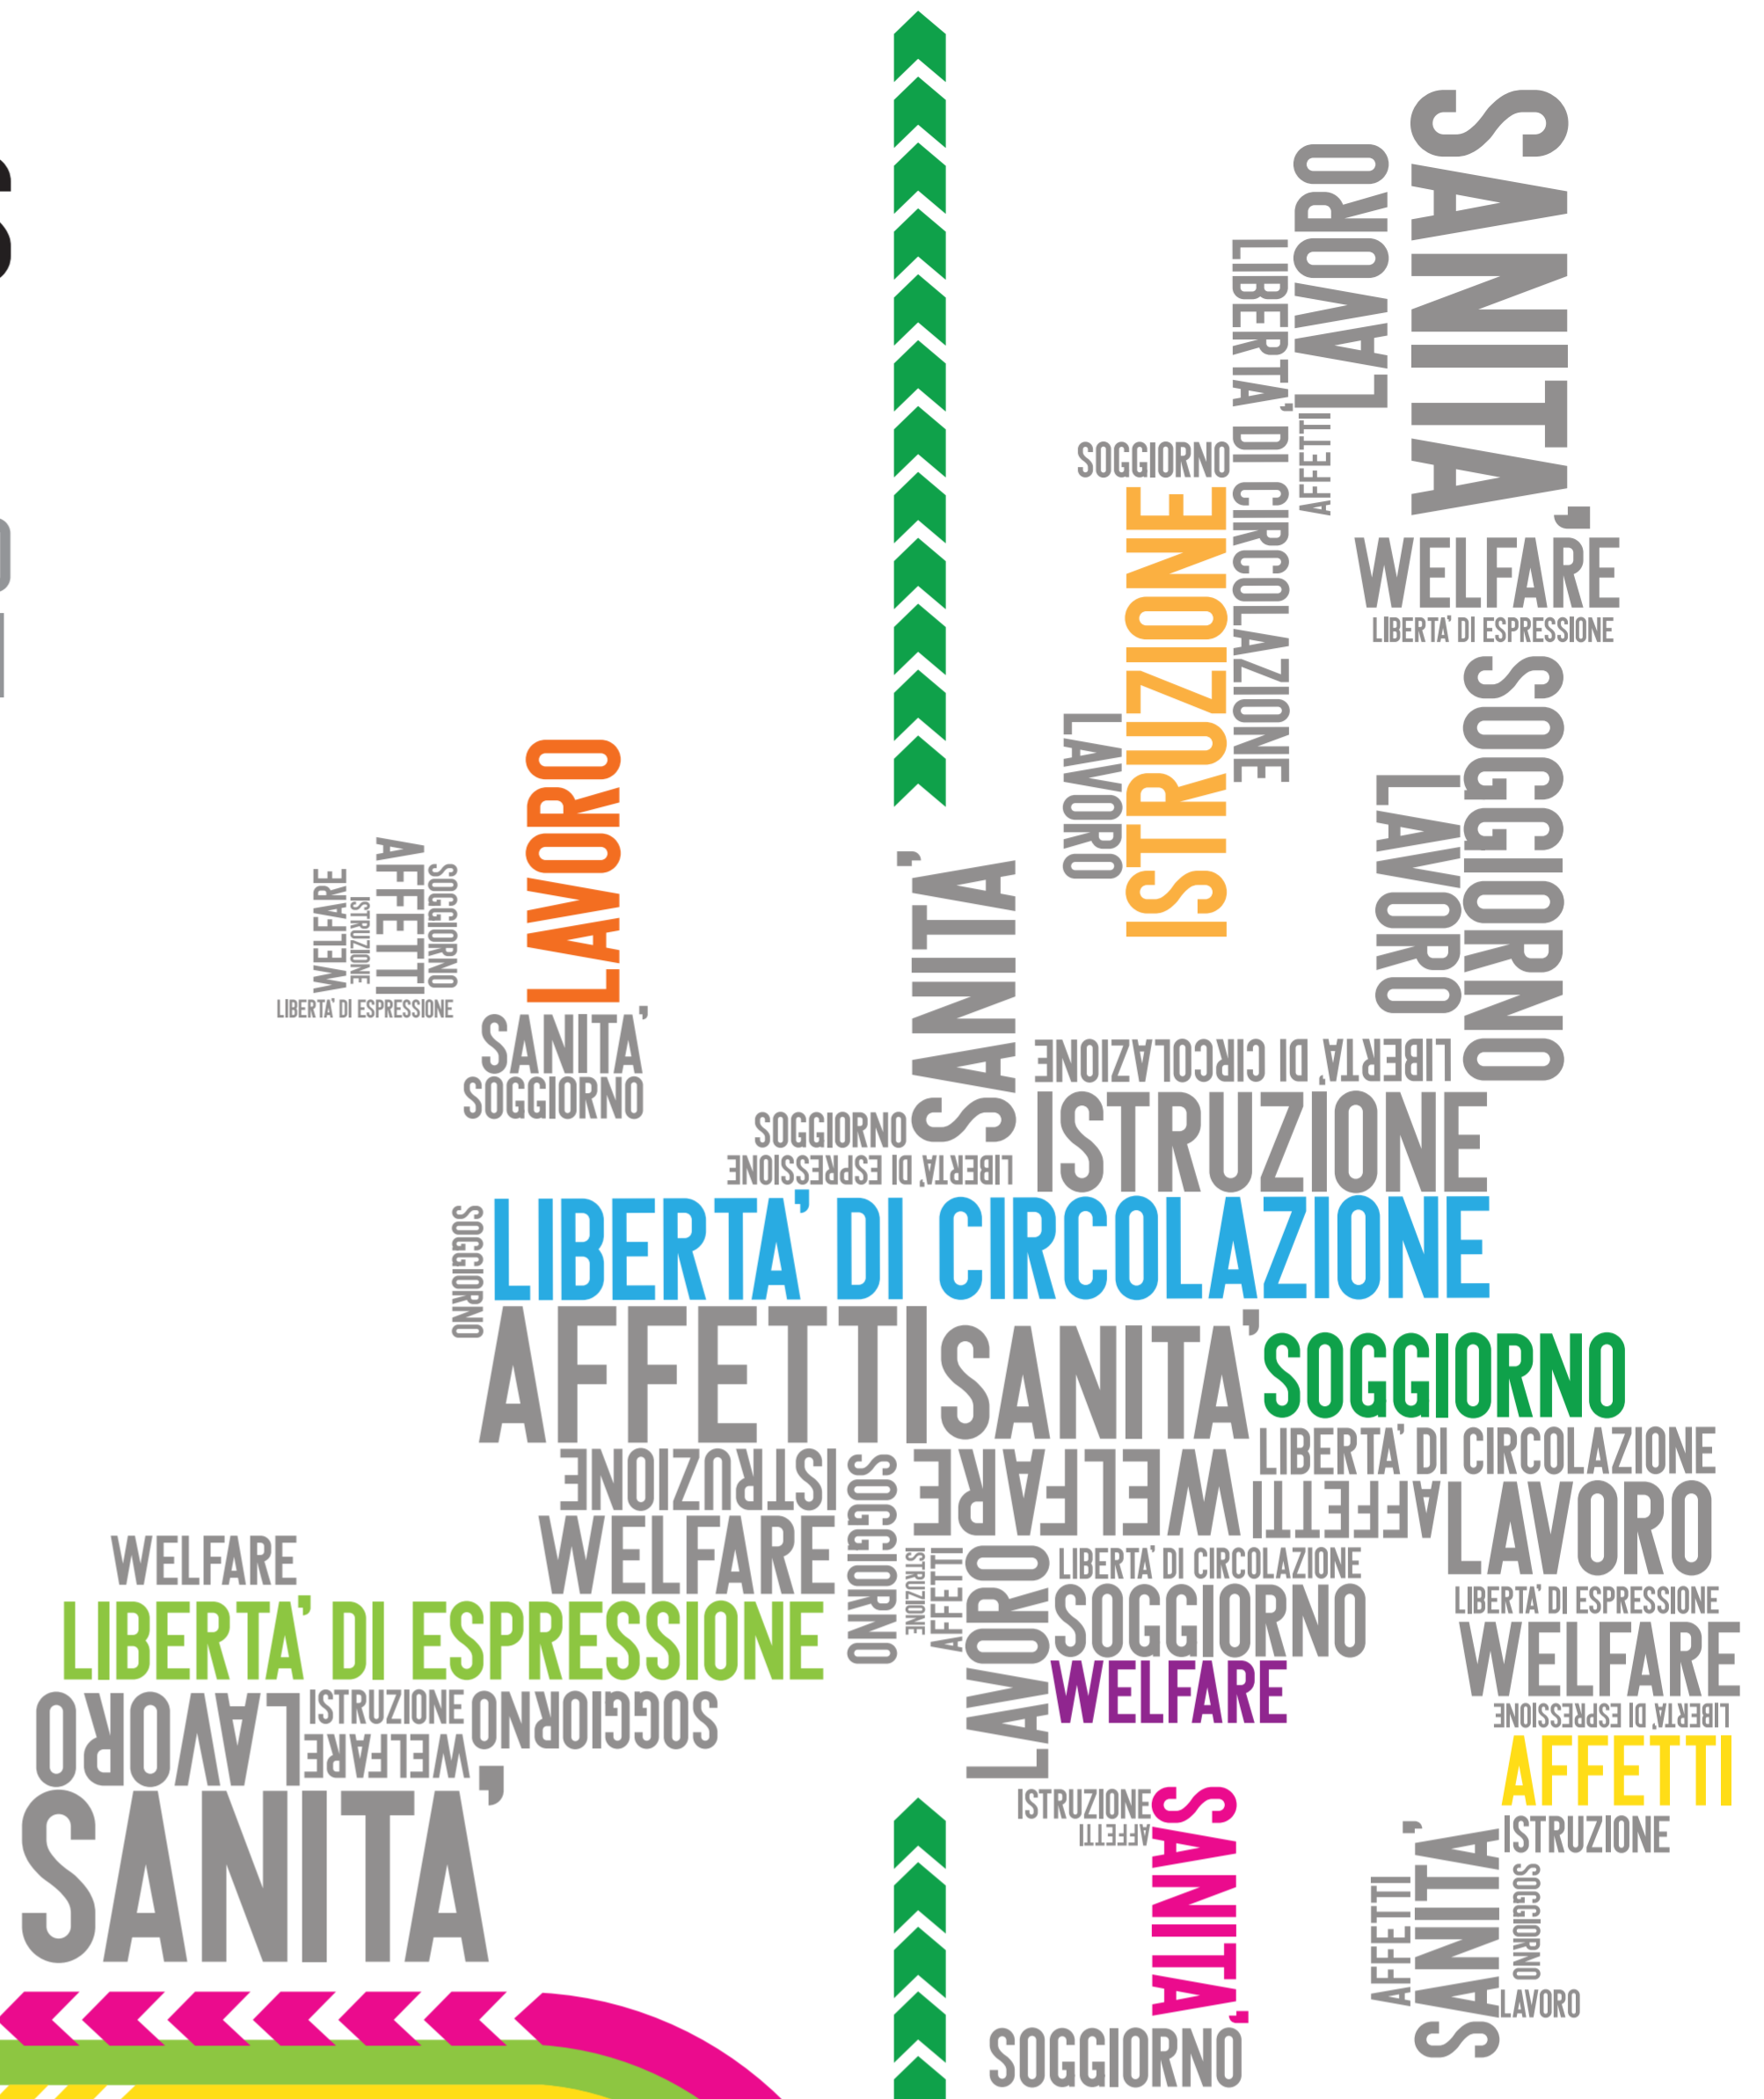 SANITA'
LAVORO
LIBERTA' DI CIRCOLAZIONE
AFFETTI
SOGGIORNO
ISTRUZIONE
WELFARE
LIBERTA' DI ESPRESSIONE
SOGGIORNO
LAVORO
LAVORO
LAVORO
WELFARE
ISTRUZIONE
AFFETTI
SOGGIORNO
LIBERTA' DI ESPRESSIONE
SANITA'
SOGGIORNO
SANITA'
LIBERTA' DI CIRCOLAZIONE
ISTRUZIONE
SOGGIORNO
LIBERTA' DI ESPRESSIONE
SOGGIORNO
LIBERTA' DI CIRCOLAZIONE
AFFETTI
SANITA'
SOGGIORNO
LIBERTA' DI CIRCOLAZIONE
ISTRUZIONE
SOGGIORNO
WELFARE
AFFETTI
LAVORO
WELFARE
WELFARE
ISTRUZIONE
AFFETTI
LAVORO
LIBERTA' DI CIRCOLAZIONE
SOGGIORNO
WELFARE
LIBERTA' DI ESPRESSIONE
WELFARE
LIBERTA' DI ESPRESSIONE
AFFETTI
LIBERTA' DI ESPRESSIONE
LAVORO
ISTRUZIONE
WELFARE
SOGGIORNO
SANITA'
ISTRUZIONE
AFFETTI
SANITA'
SOGGIORNO
ISTRUZIONE
AFFETTI
SANITA'
SOGGIORNO
LAVORO